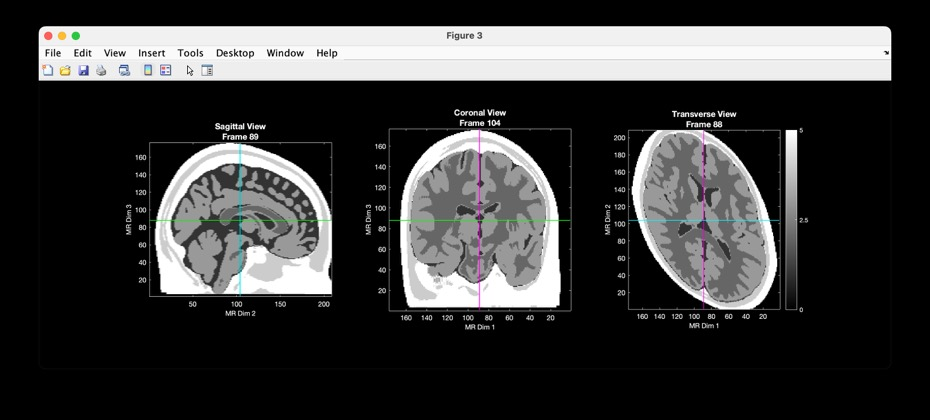 Figure 3
File Edit View Insert Tools Desktop Window Help
Sagittal View
Frame 89
160
140
120
100
80
60
40
20
MR Dim 3
50 100 150 200
MR Dim 2
Coronal View
Frame 104
160
140
120
100
80
60
40
20
MR Dim 3
160 140 120 100 80 60 40 20
MR Dim 1
Transverse View
Frame 88
200
180
160
140
120
100
80
60
40
20
MR Dim 2
160 140 120 100 80 60 40 20
MR Dim 1
5
2.5
0